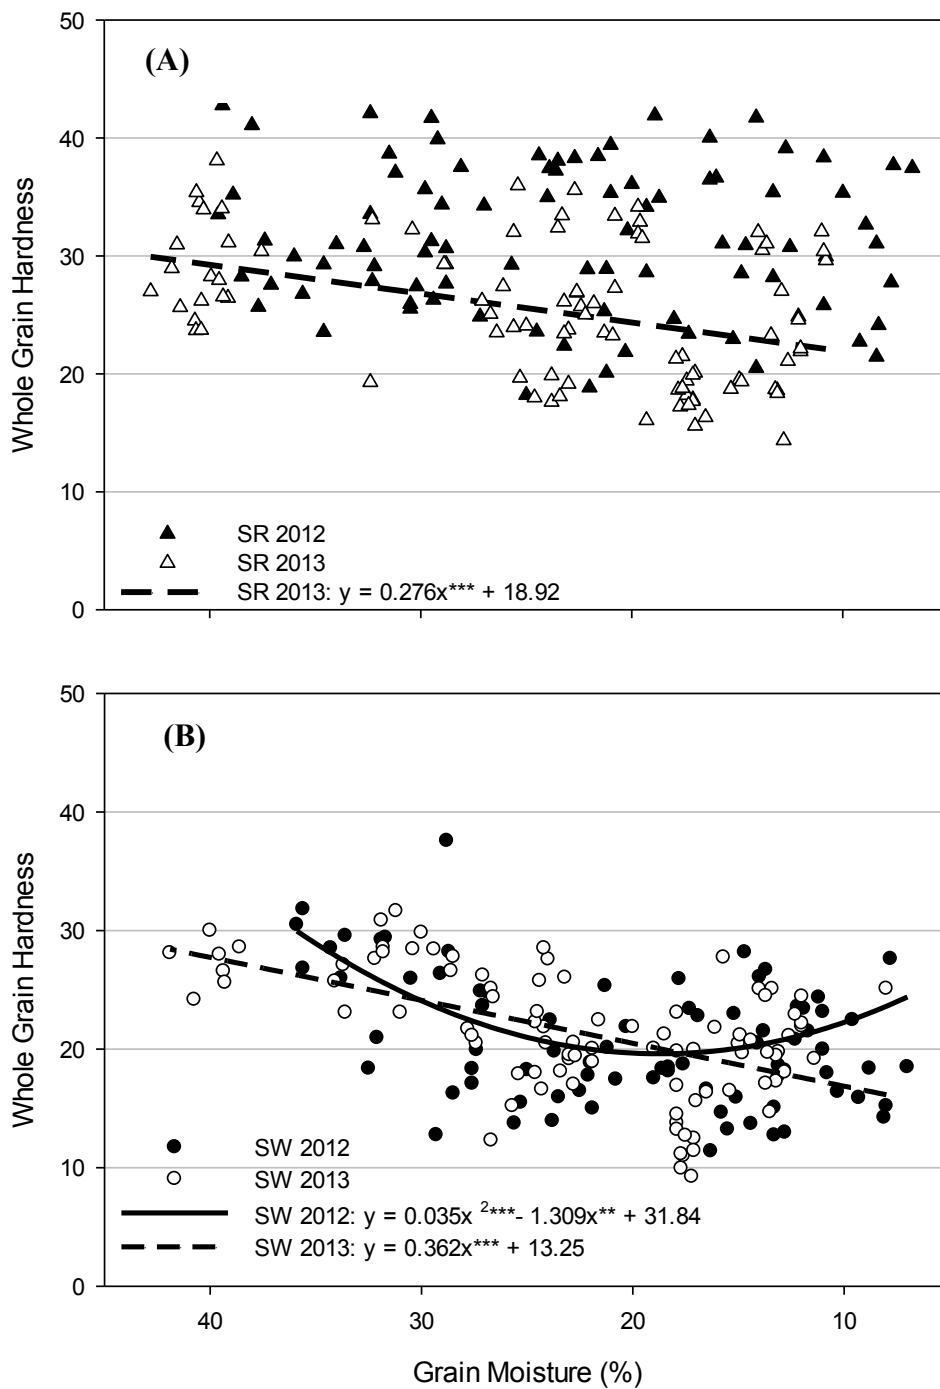 50
(A)
40
30
20
10
0
Whole Grain Hardness
SR 2012
SR 2013
SR 2013: y = 0.276x*** + 18.92
50
(B)
40
30
20
10
0
Whole Grain Hardness
SW 2012
SW 2013
SW 2012: y = 0.035x ²***- 1.309x** + 31.84
SW 2013: y = 0.362x*** + 13.25
40 30 20 10
Grain Moisture (%)